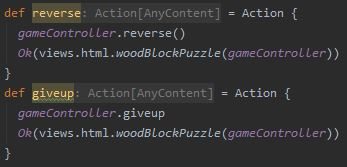 def reverse: Action[AnyContent] = Action {
gameController.reverse()
Ok(views.html.woodBlockPuzzle(gameController))
}
def giveup: Action[AnyContent] = Action {
gameController.giveup
Ok(views.html.woodBlockPuzzle(gameController))
}